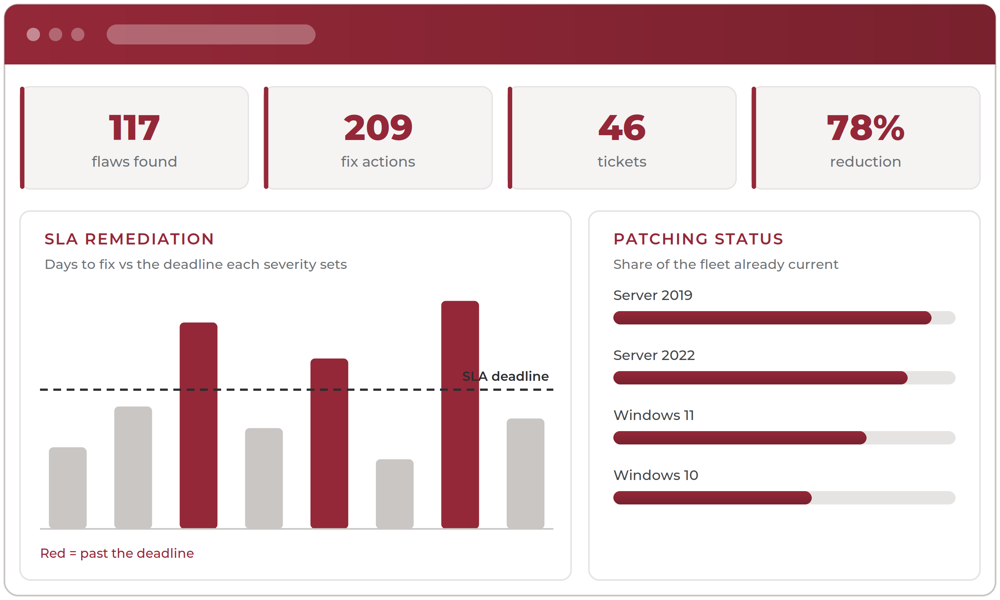 117
flaws found
209
fix actions
46
tickets
78%
reduction
SLA REMEDIATION
Days to fix vs the deadline each severity sets
SLA deadline
Red = past the deadline
PATCHING STATUS
Share of the fleet already current
Server 2019
Server 2022
Windows 11
Windows 10